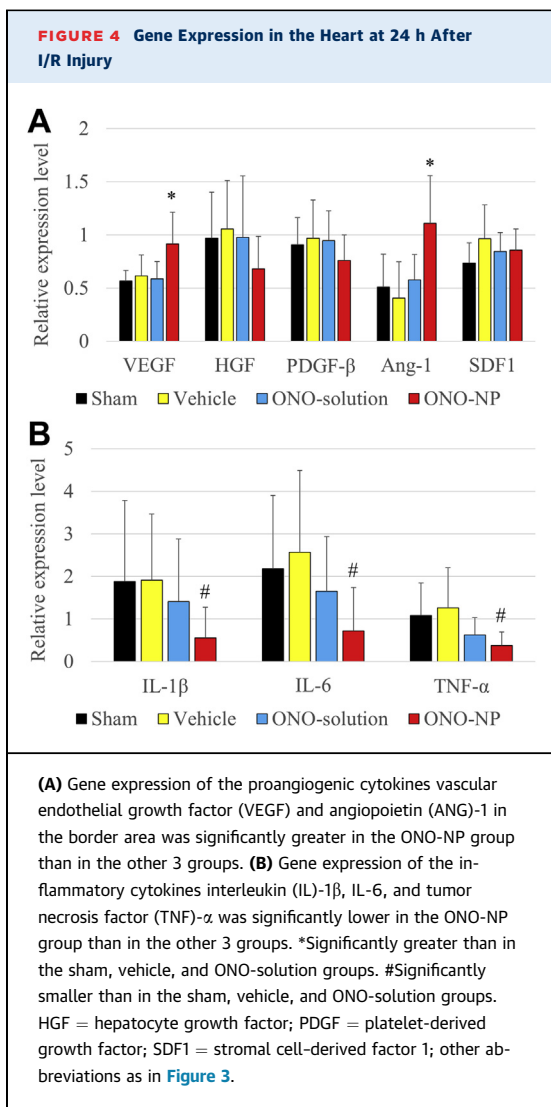 FIGURE 4 Gene Expression in the Heart at 24 h After
I/R Injury
A
2
1.5
1
0.5
0
Relative expression level
*
*
VEGF HGF PDGF-β Ang-1 SDF1
Sham Vehicle ONO-solution ONO-NP
B
5
4
3
2
1
0
Relative expression level
#
#
#
IL-1β IL-6 TNF-α
Sham Vehicle ONO-solution ONO-NP
(A) Gene expression of the proangiogenic cytokines vascular
endothelial growth factor (VEGF) and angiopoietin (ANG)-1 in
the border area was significantly greater in the ONO-NP group
than in the other 3 groups. (B) Gene expression of the in-
flammatory cytokines interleukin (IL)-1β, IL-6, and tumor
necrosis factor (TNF)-α was significantly lower in the ONO-NP
group than in the other 3 groups. *Significantly greater than in
the sham, vehicle, and ONO-solution groups. #Significantly
smaller than in the sham, vehicle, and ONO-solution groups.
HGF = hepatocyte growth factor; PDGF = platelet-derived
growth factor; SDF1 = stromal cell–derived factor 1; other ab-
breviations as in Figure 3.